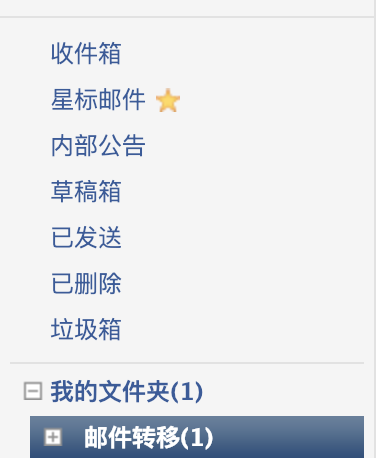 收件箱
星标邮件
内部公告
草稿箱
已发送
已删除
垃圾箱
我的文件夹(1)
邮件转移(1)